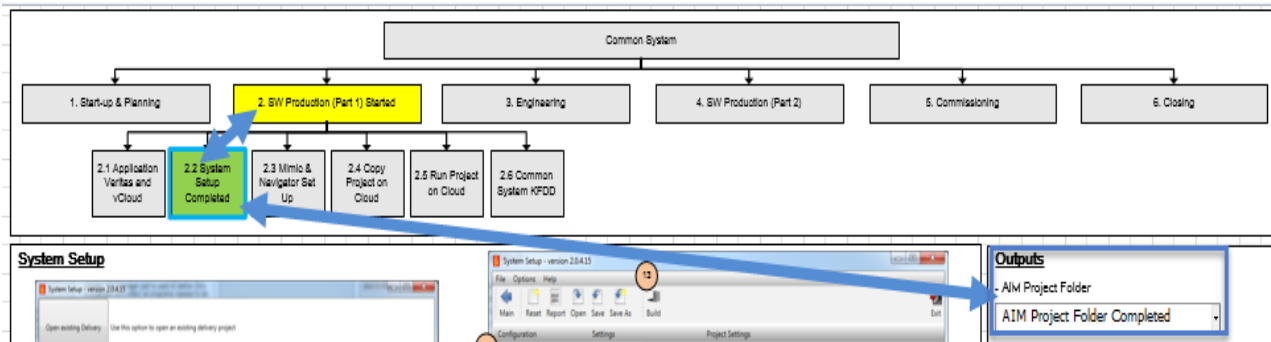 Common System
1. Start-up & Planning
2. SW Production (Part 1) Started
3. Engineering
4. SW Production (Part 2)
5. Commissioning
6. Closing
2.1 Application
Veritas and
vCloud
2.2 System
Setup
Completed
2.3 Mimic &
Navigator Set
Up
2.4 Copy
Project on
Cloud
2.5 Run Project
on Cloud
2.6 Common
System KFDD
System Setup
System Setup - version 2.0.4.15
Open existing Delivery
Use this option to open an existing delivery project
System Setup - version 2.0.4.15
12
File Options Help
Main Reset Report Open Save Save As Build Exit
Configuration Settings Project Settings
Outputs
- AIM Project Folder
AIM Project Folder Completed